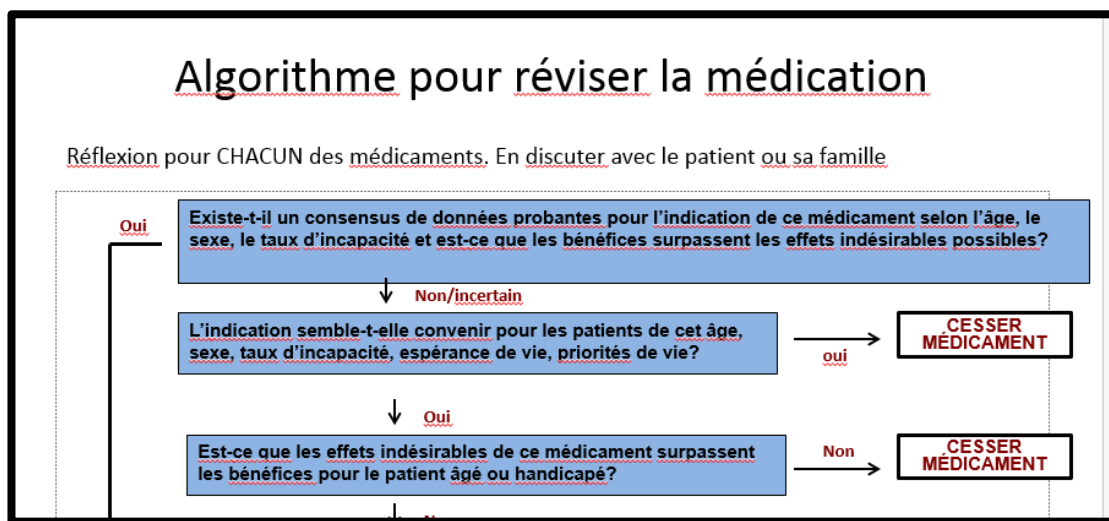 Algorithme pour réviser la médication
Réflexion pour CHACUN des médicaments. En discuter avec le patient ou sa famille
Oui
Existe-t-il un consensus de données probantes pour l'indication de ce médicament selon l'âge, le
sexe, le taux d'incapacité et est-ce que les bénéfices surpassent les effets indésirables possibles?
Non/incertain
L'indication semble-t-elle convenir pour les patients de cet âge,
sexe, taux d'incapacité, espérance de vie, priorités de vie?
oui
CESSER
MÉDICAMENT
Oui
Est-ce que les effets indésirables de ce médicament surpassent
les bénéfices pour le patient âgé ou handicapé?
Non
CESSER
MÉDICAMENT